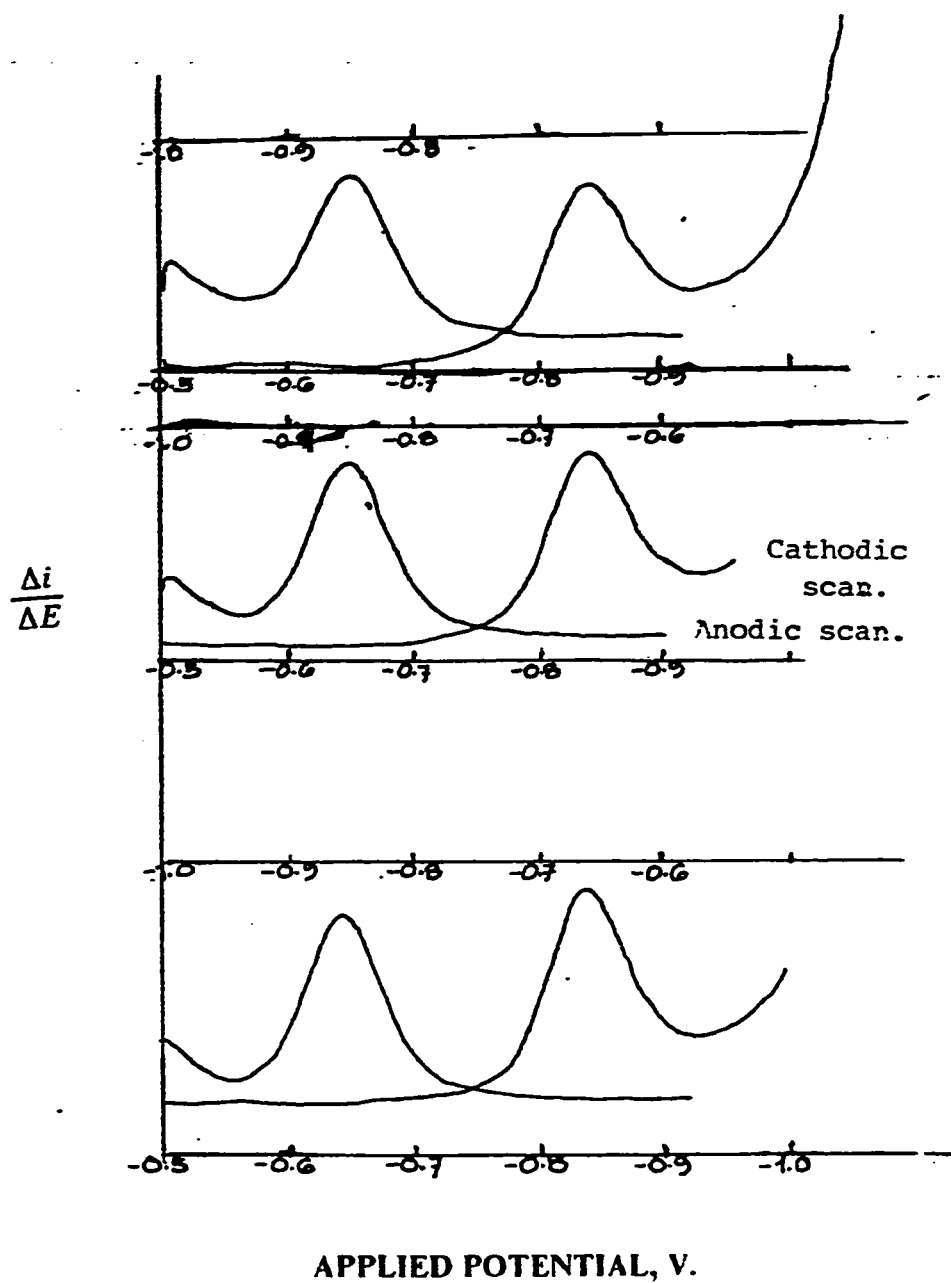 -1.0 -0.9 -0.8
-0.5 -0.6 -0.7 -0.8 -0.9
-1.0 -0.8 -0.7 -0.6
Cathodic
scan.
Δi
ΔE
Anodic scan.
-0.5 -0.6 -0.7 -0.8 -0.9
-1.0 -0.9 -0.8 -0.7 -0.6
-0.5 -0.6 -0.7 -0.8 -0.9 -1.0
APPLIED POTENTIAL, V.